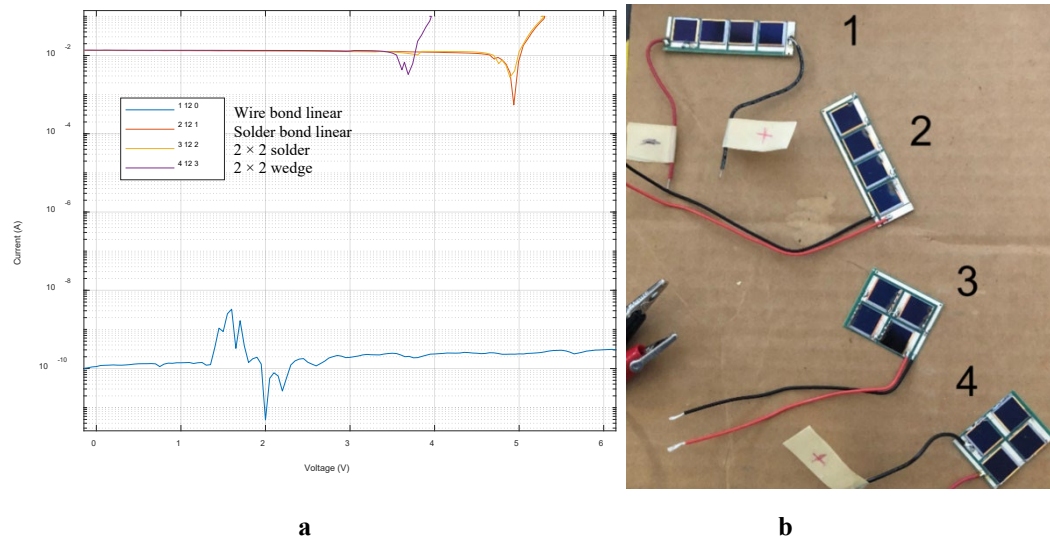 10 -2
10 -4
10 -6
10 -8
10 -10
Current (A)
1 12 0 Wire bond linear
2 12 1 Solder bond linear
3 12 2 2 × 2 solder
4 12 3 2 × 2 wedge
0 1 2 3 4 5 6
Voltage (V)
a
1
2
3
4
- +
+
b